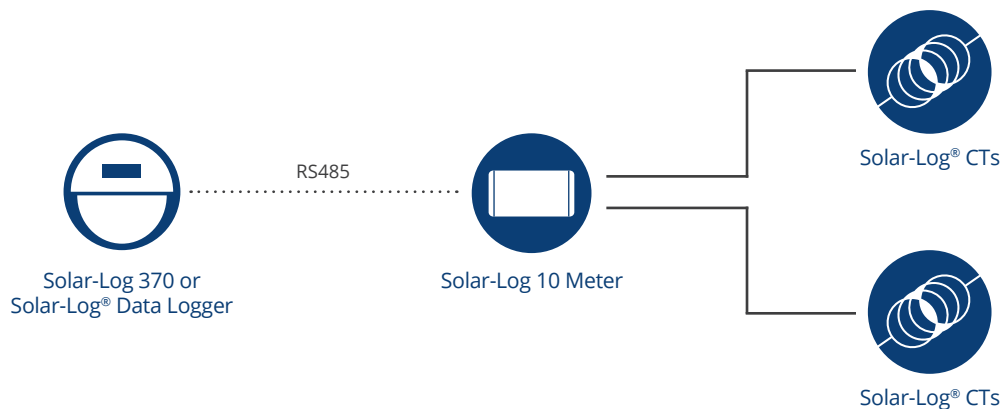 Solar-Log® CTs
RS485
Solar-Log 370 or
Solar-Log® Data Logger
Solar-Log 10 Meter
Solar-Log® CTs